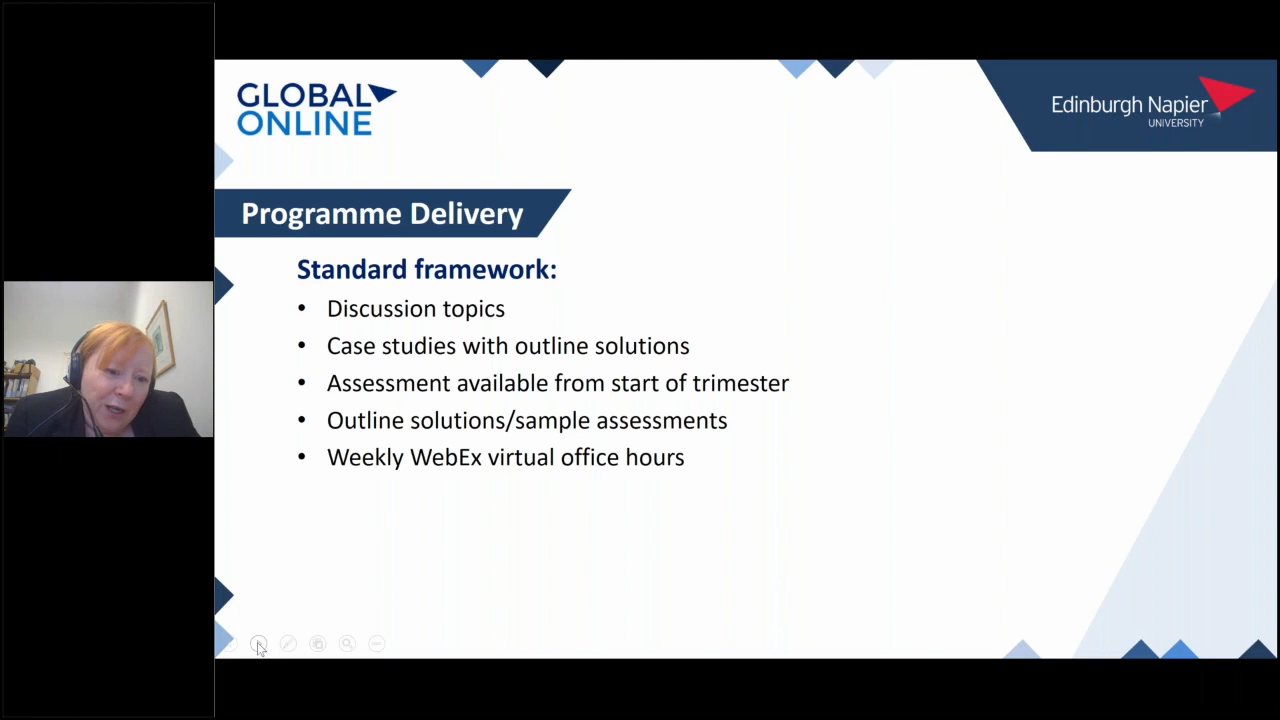 GLOBAL
ONLINE
Edinburgh Napier
UNIVERSITY
Programme Delivery
Standard framework:
• Discussion topics
• Case studies with outline solutions
• Assessment available from start of trimester
• Outline solutions/sample assessments
• Weekly WebEx virtual office hours